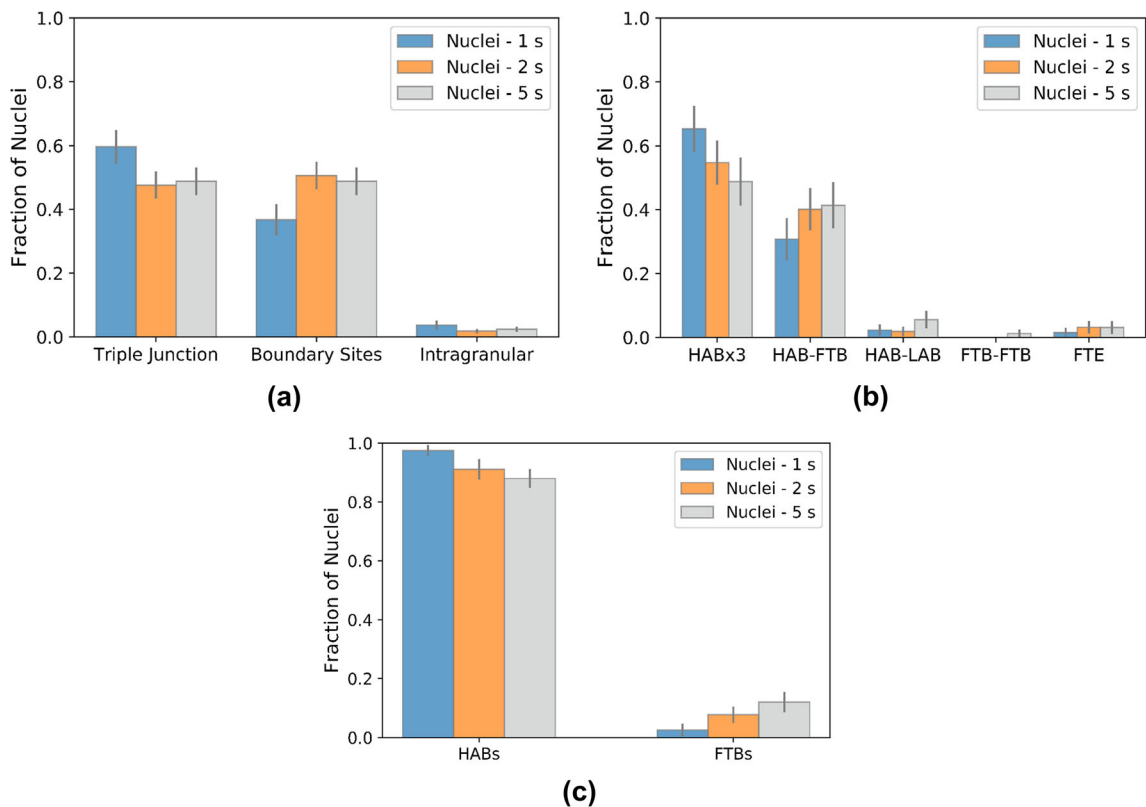 1.0
0.8
0.6
0.4
0.2
0.0
Fraction of Nuclei
Nuclei - 1 s
Nuclei - 2 s
Nuclei - 5 s
Triple Junction
Boundary Sites
Intragranular
(a)
1.0
0.8
0.6
0.4
0.2
0.0
Fraction of Nuclei
Nuclei - 1 s
Nuclei - 2 s
Nuclei - 5 s
HABx3
HAB-FTB
HAB-LAB
FTB-FTB
FTE
(b)
1.0
0.8
0.6
0.4
0.2
0.0
Fraction of Nuclei
Nuclei - 1 s
Nuclei - 2 s
Nuclei - 5 s
HABs
FTBs
(c)